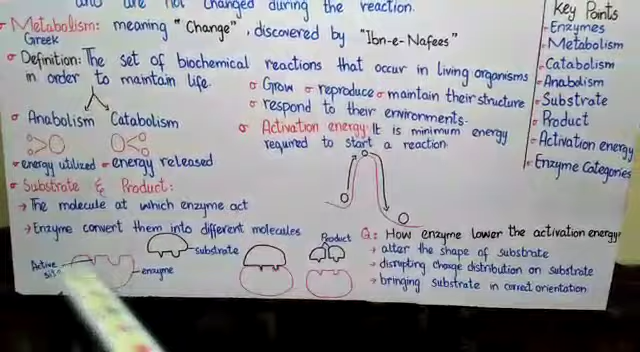 and are not changed during the reaction.
Metabolism: meaning "Change", discovered by "Ibn-e-Nafees"
Greek
Definition: The set of biochemical reactions that occur in living organisms
in order to maintain life.
Grow reproduce maintain their structure
respond to their environments.
Anabolism Catabolism
energy utilized energy released
Activation energy: It is minimum energy
required to start a reaction
Substrate & Product:
The molecule at which enzyme act
Enzyme convert them into different molecules
substrate
Active
enzyme
Product
Q: How enzyme lower the activation energy
alter the shape of substrate
disrupting charge distribution on substrate
bringing substrate in correct orientation
Key Points
Enzymes
Metabolism
Catabolism
Anabolism
Substrate
Product
Activation energy
Enzyme Categories